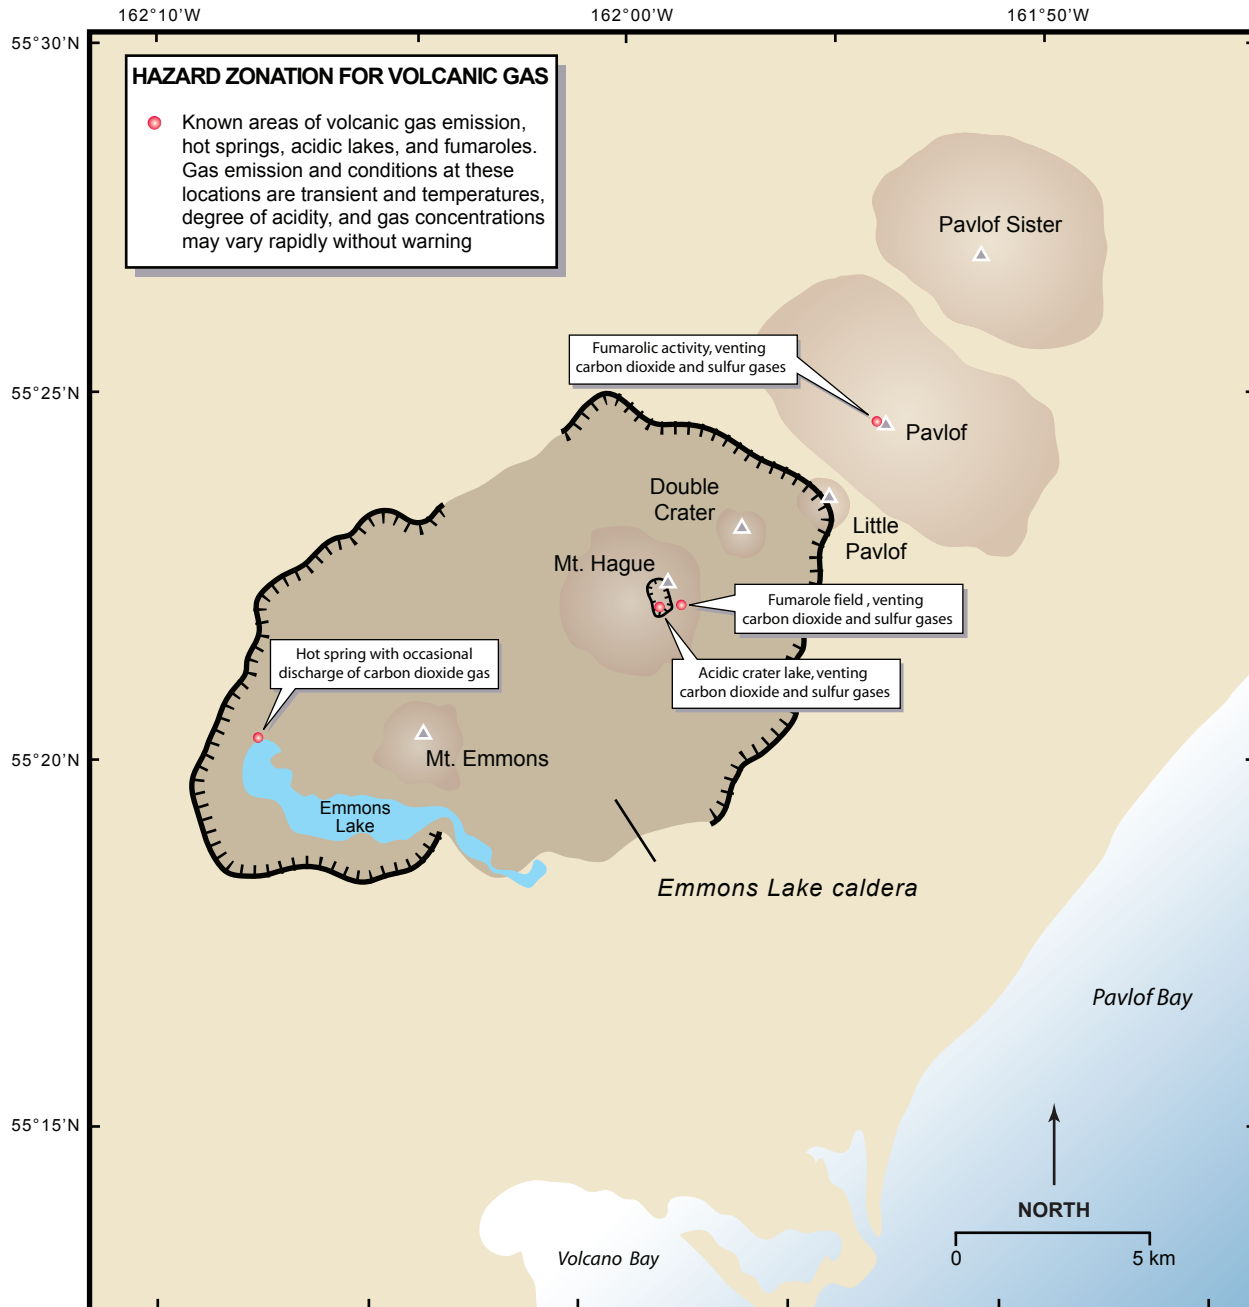 162°10'W
162°00'W
161°50'W
55°30'N
HAZARD ZONATION FOR VOLCANIC GAS
Known areas of volcanic gas emission,
hot springs, acidic lakes, and fumaroles.
Gas emission and conditions at these
locations are transient and temperatures,
degree of acidity, and gas concentrations
may vary rapidly without warning
Pavlof Sister
Fumarolic activity, venting
carbon dioxide and sulfur gases
55°25'N
Pavlof
Double
Crater
Little
Pavlof
Mt. Hague
Fumarole field , venting
carbon dioxide and sulfur gases
Hot spring with occasional
discharge of carbon dioxide gas
Acidic crater lake, venting
carbon dioxide and sulfur gases
55°20'N
Mt. Emmons
Emmons
Lake
Emmons Lake caldera
Pavlof Bay
55°15'N
NORTH
0
5 km
Volcano Bay